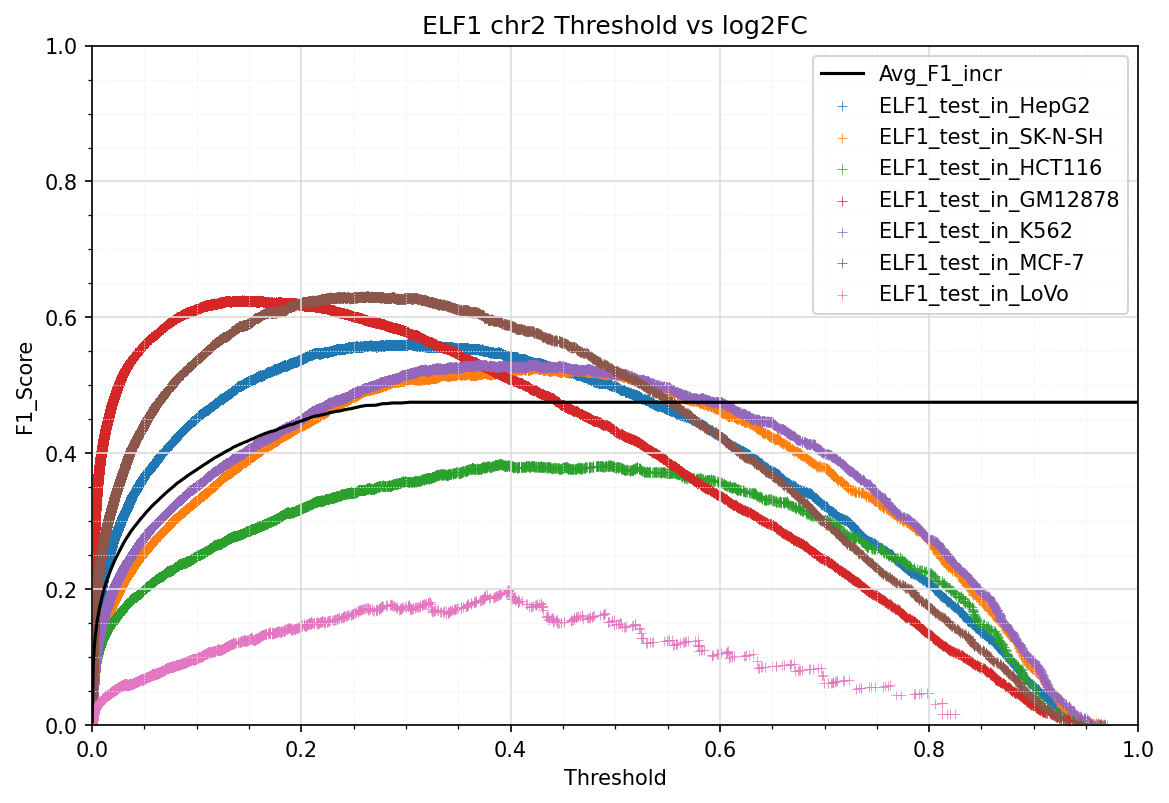 ELF1 chr2 Threshold vs log2FC
1.0
0.8
0.6
0.4
0.2
0.0
F1_Score
Avg_F1_incr
ELF1_test_in_HepG2
ELF1_test_in_SK-N-SH
ELF1_test_in_HCT116
ELF1_test_in_GM12878
ELF1_test_in_K562
ELF1_test_in_MCF-7
ELF1_test_in_LoVo
0.0 0.2 0.4 0.6 0.8 1.0
Threshold